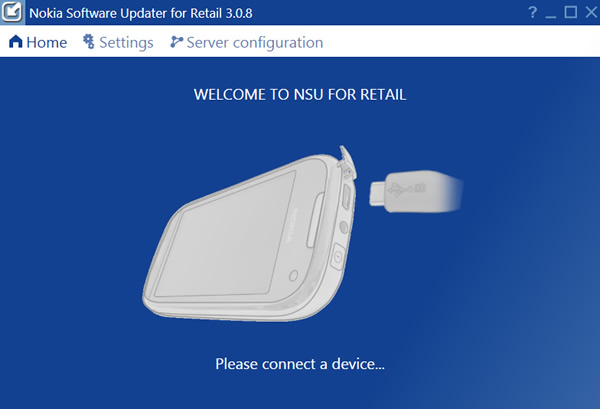 Nokia Software Updater for Retail 3.0.8
?
Home Settings Server configuration
WELCOME TO NSU FOR RETAIL
NOKIA
Please connect a device...